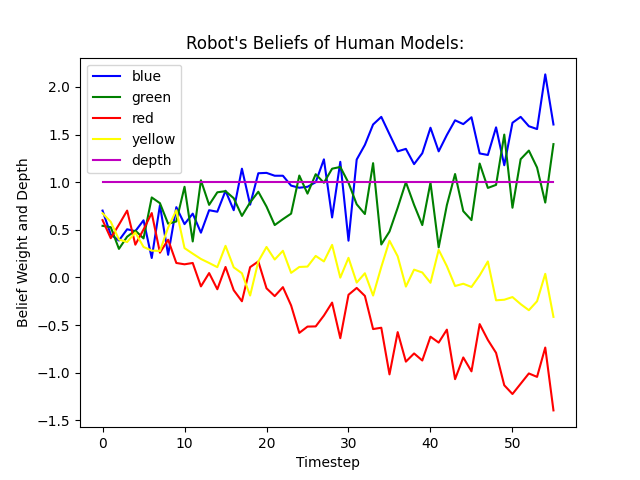 Robot's Beliefs of Human Models:
blue
green
red
yellow
depth
Belief Weight and Depth
2.0
1.5
1.0
0.5
0.0
−0.5
−1.0
−1.5
0 10 20 30 40 50
Timestep